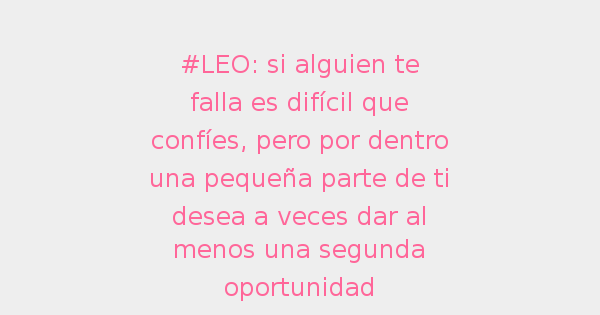 #LEO: si alguien te
falla es difícil que
confíes, pero por dentro
una pequeña parte de ti
desea a veces dar al
menos una segunda
oportunidad